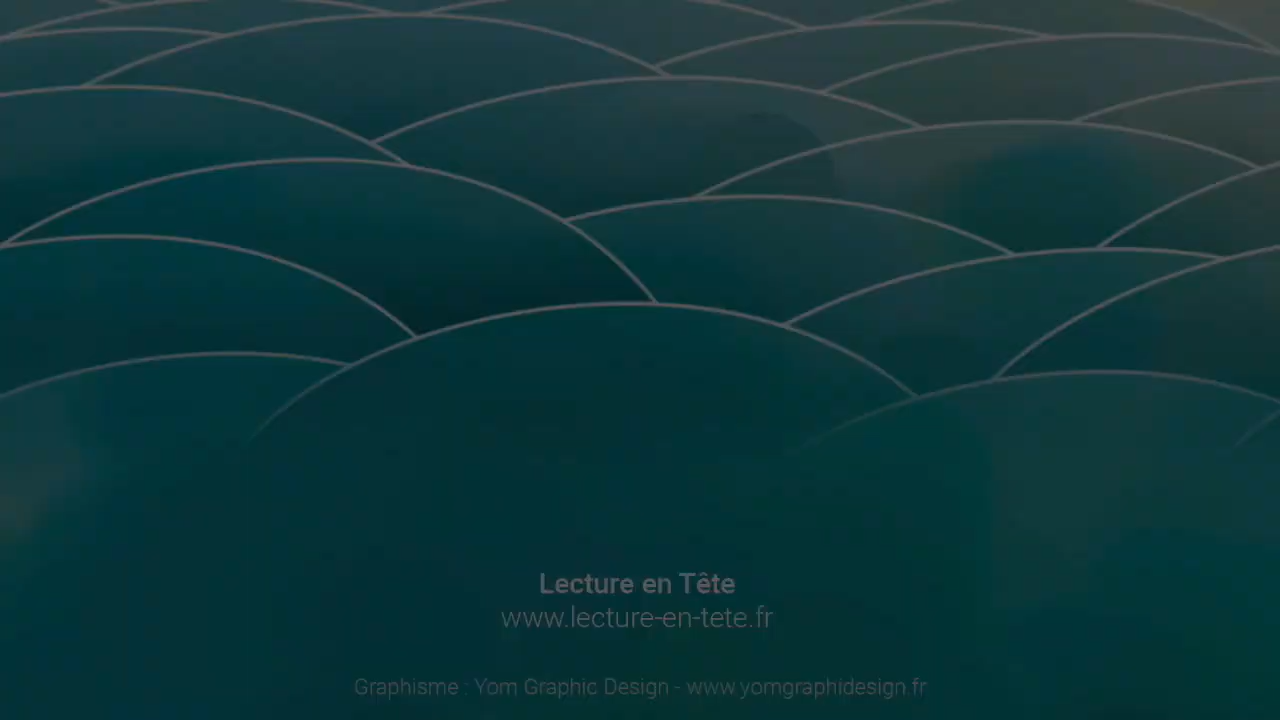 Lecture en Tête
www.lecture-en-tete.fr
Graphisme : Yom Graphic Design - www.yomgraphidesign.fr